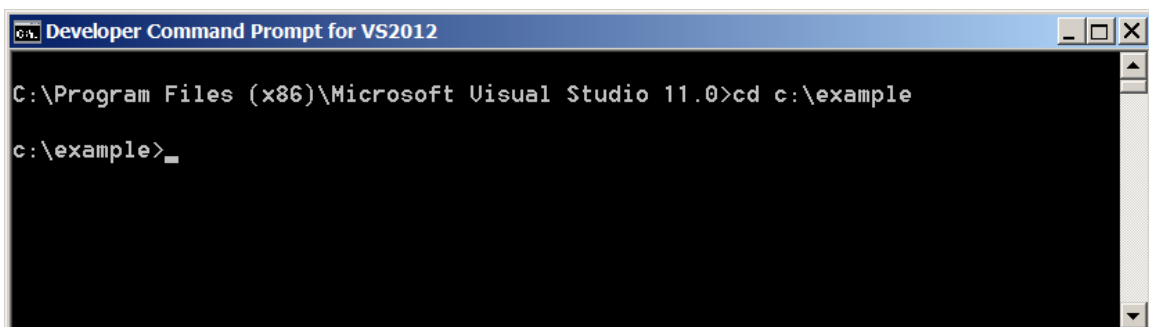 Developer Command Prompt for VS2012
C:\Program Files (x86)\Microsoft Visual Studio 11.0>cd c:\example
c:\example>_